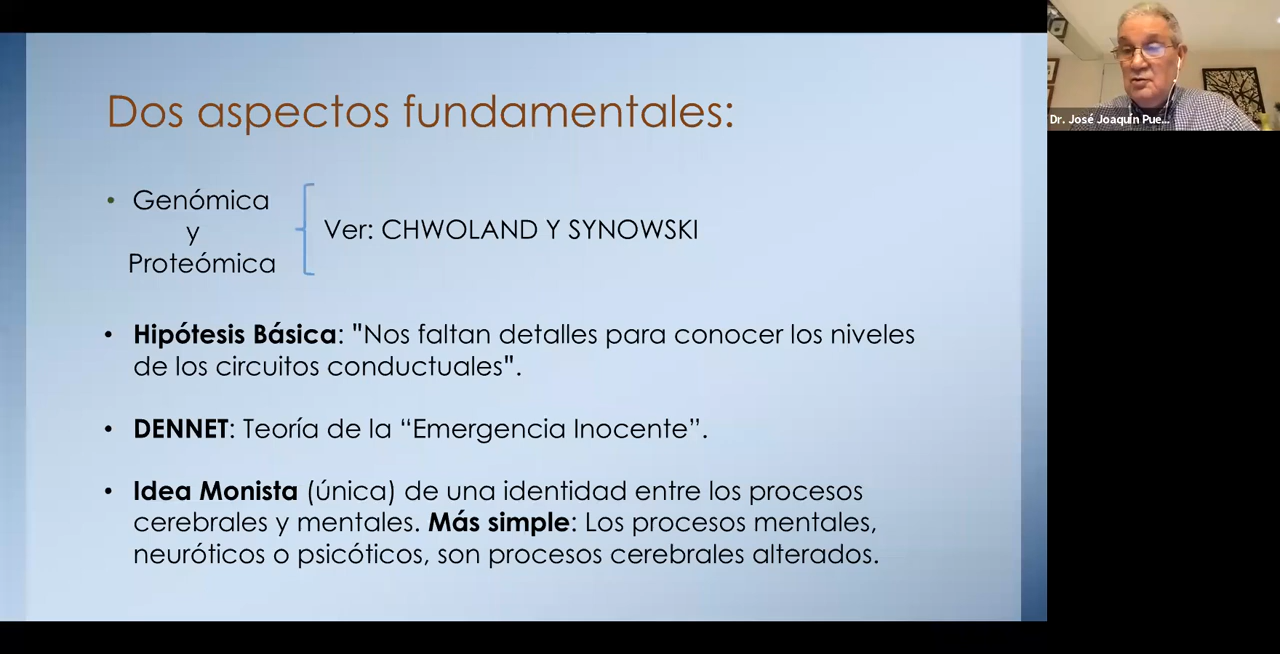 Dos aspectos fundamentales:
• Genómica
y
Proteómica
Ver: CHWOLAND Y SYNOWSKI
• Hipótesis Básica: "Nos faltan detalles para conocer los niveles
de los circuitos conductuales".
• DENNET: Teoría de la “Emergencia Inocente”.
• Idea Monista (única) de una identidad entre los procesos
cerebrales y mentales. Más simple: Los procesos mentales,
neuróticos o psicóticos, son procesos cerebrales alterados.
Dr. José Joaquín Pue...